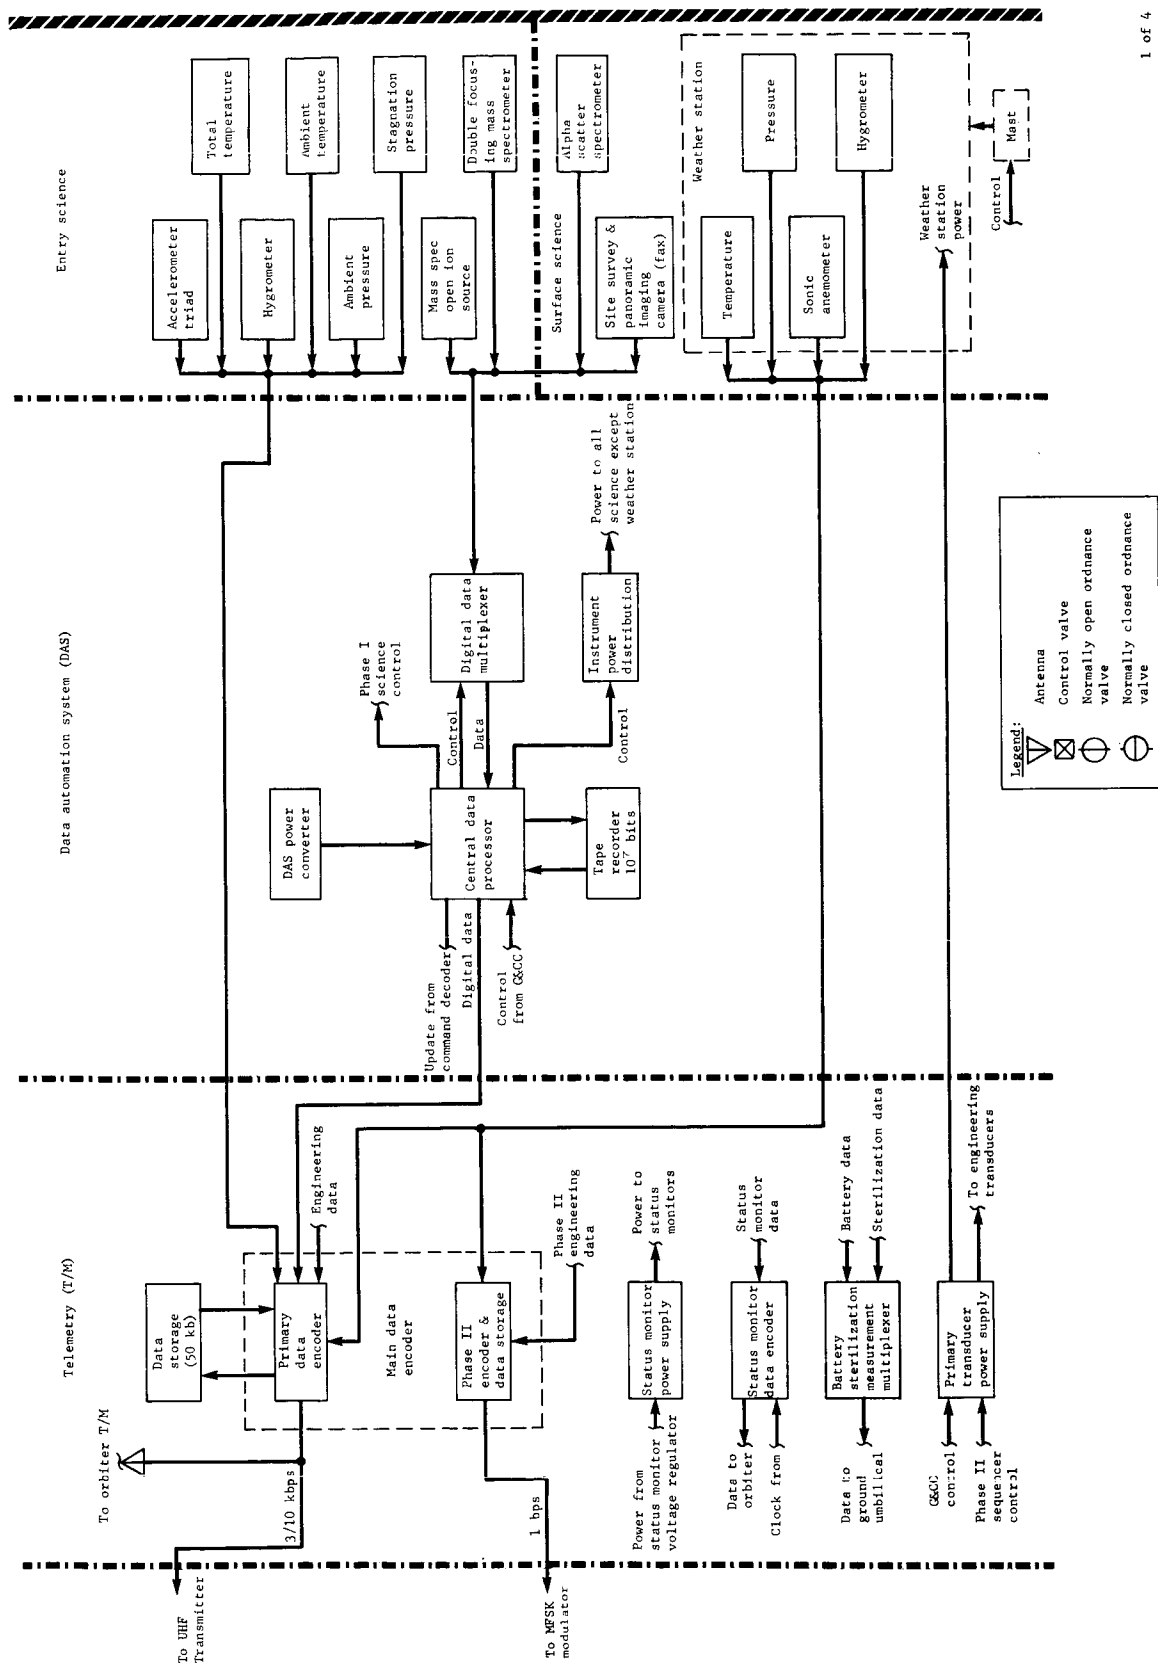 Telemetry (T/M)
Data automation system (DAS)
Entry science
To orbiter T/M
To UHF
Transmitter
3/10 kbps
Data
storage
(50 kb)
Primary
data
encoder
Engineering
data
Main data
encoder
Phase II
encoder &
data storage
Phase II
engineering
data
1 bps
To MFSK
modulator
Power from
status monitor
voltage regulator
Status monitor
power supply
Power to
status monitors
Data to
orbiter
Clock from
Status monitor
data encoder
Status
monitor
data
Data to
ground
umbilical
Battery
sterilization
measurement
multiplexer
Battery data
Sterilization data
G&CC
control
Phase II
sequencer
control
Primary
transducer
power supply
To engineering
transducers
DAS power
converter
Update from
command decoder
Digital data
Control
from G&CC
Central data
processor
Tape
recorder
10⁷ bits
Phase I
science
control
Control
Data
Digital data
multiplexer
Control
Instrument
power
distribution
Power to all
science except
weather station
Accelerometer
triad
Total
temperature
Hygrometer
Ambient
temperature
Ambient
pressure
Stagnation
pressure
Mass spec
open ion
source
Double focus-
ing mass
spectrometer
Surface science
Alpha
scatter
spectrometer
Site survey &
panoramic
imaging
camera (fax)
Weather station
Temperature
Pressure
Sonic
anemometer
Hygrometer
Weather
station
power
Control
Mast
Legend:
Antenna
Control valve
Normally open ordnance
valve
Normally closed ordnance
valve
1 of 4